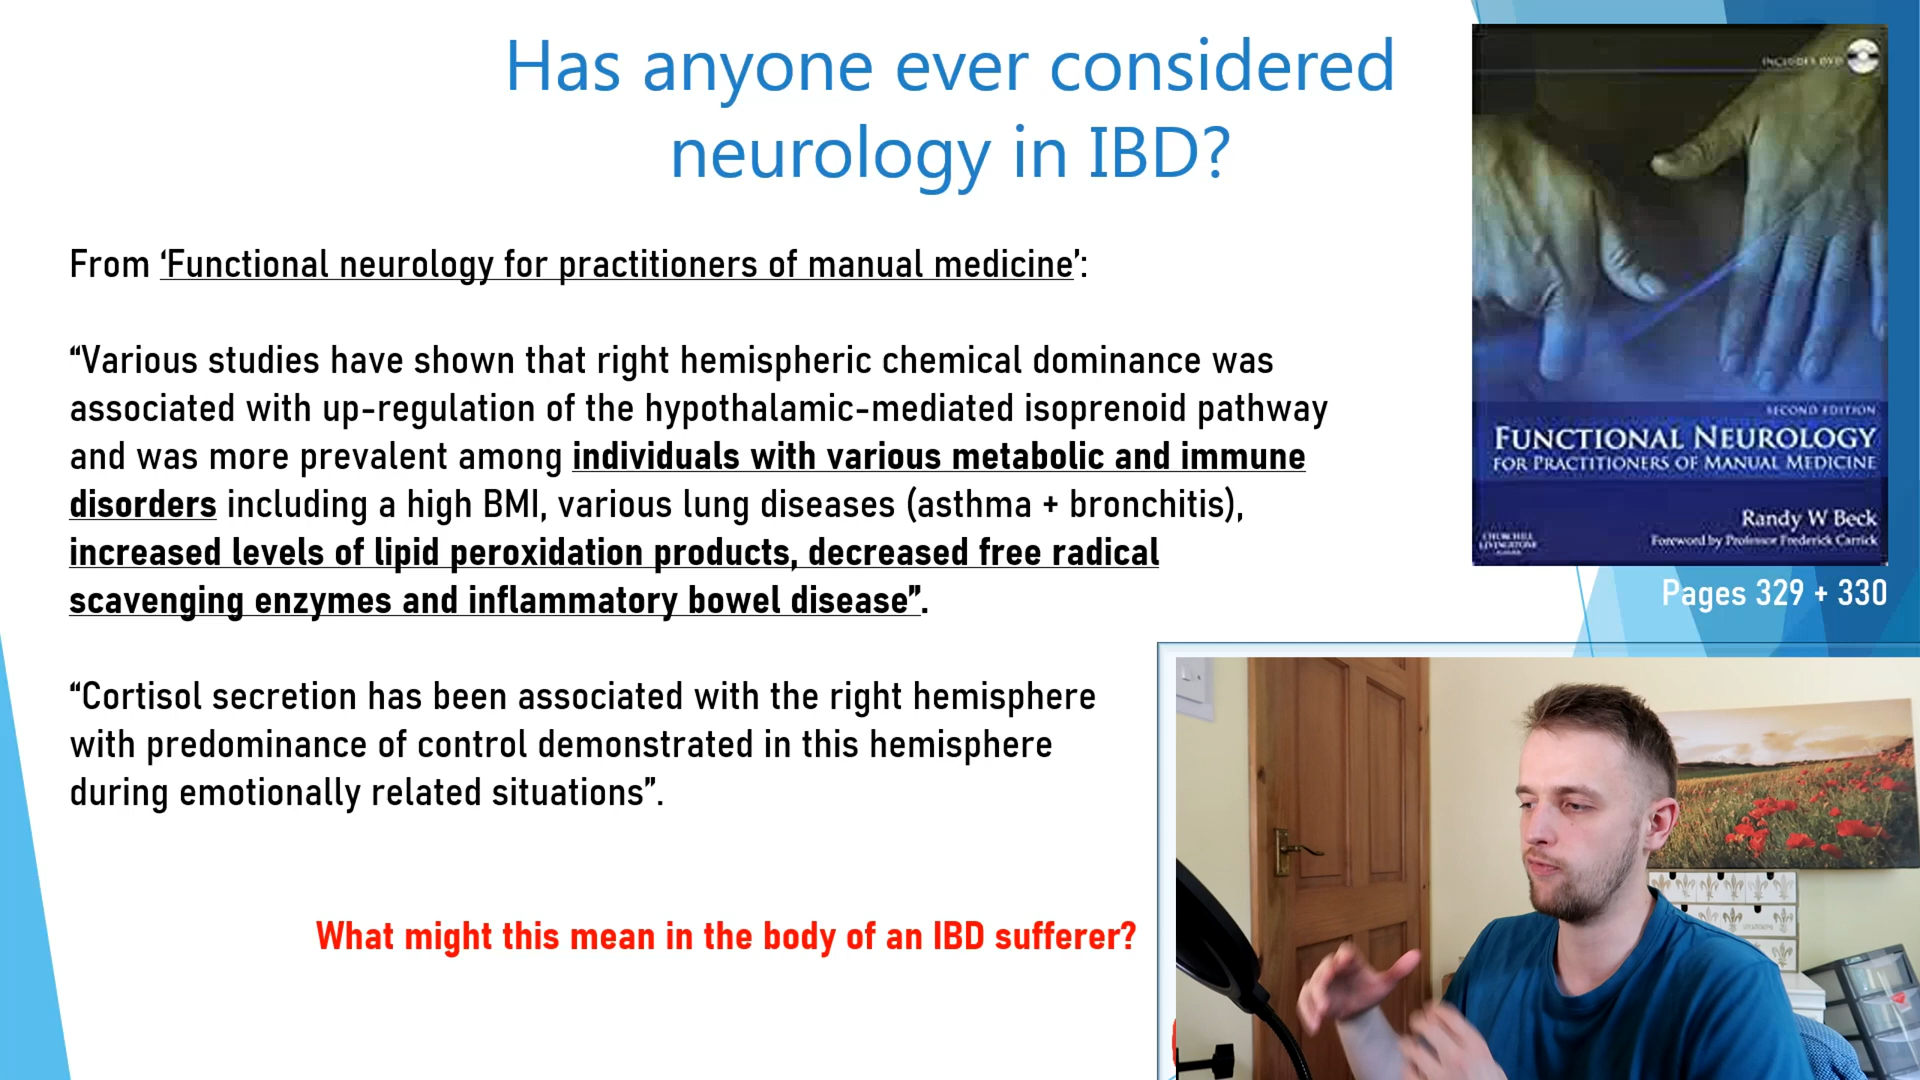 Has anyone ever considered
neurology in IBD?
From ‘Functional neurology for practitioners of manual medicine’:
“Various studies have shown that right hemispheric chemical dominance was
associated with up-regulation of the hypothalamic-mediated isoprenoid pathway
and was more prevalent among individuals with various metabolic and immune
disorders including a high BMI, various lung diseases (asthma + bronchitis),
increased levels of lipid peroxidation products, decreased free radical
scavenging enzymes and inflammatory bowel disease”.
“Cortisol secretion has been associated with the right hemisphere
with predominance of control demonstrated in this hemisphere
during emotionally related situations”.
What might this mean in the body of an IBD sufferer?
INCLUDES DVD
SECOND EDITION
FUNCTIONAL NEUROLOGY
FOR PRACTITIONERS OF MANUAL MEDICINE
Randy W Beck
Foreword by Professor Frederick Carrick
CHURCHILL
LIVINGSTONE
Pages 329 + 330